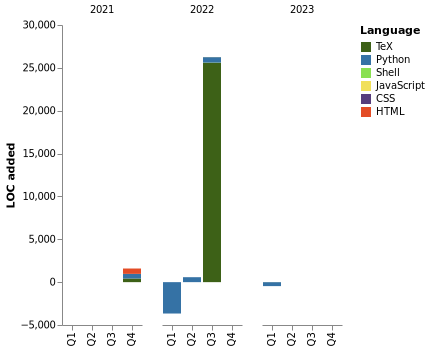 2021 2022 2023
Language
TeX
Python
Shell
JavaScript
CSS
HTML
LOC added
30,000
25,000
20,000
15,000
10,000
5,000
0
−5,000
Q1 Q2 Q3 Q4 Q1 Q2 Q3 Q4 Q1 Q2 Q3 Q4